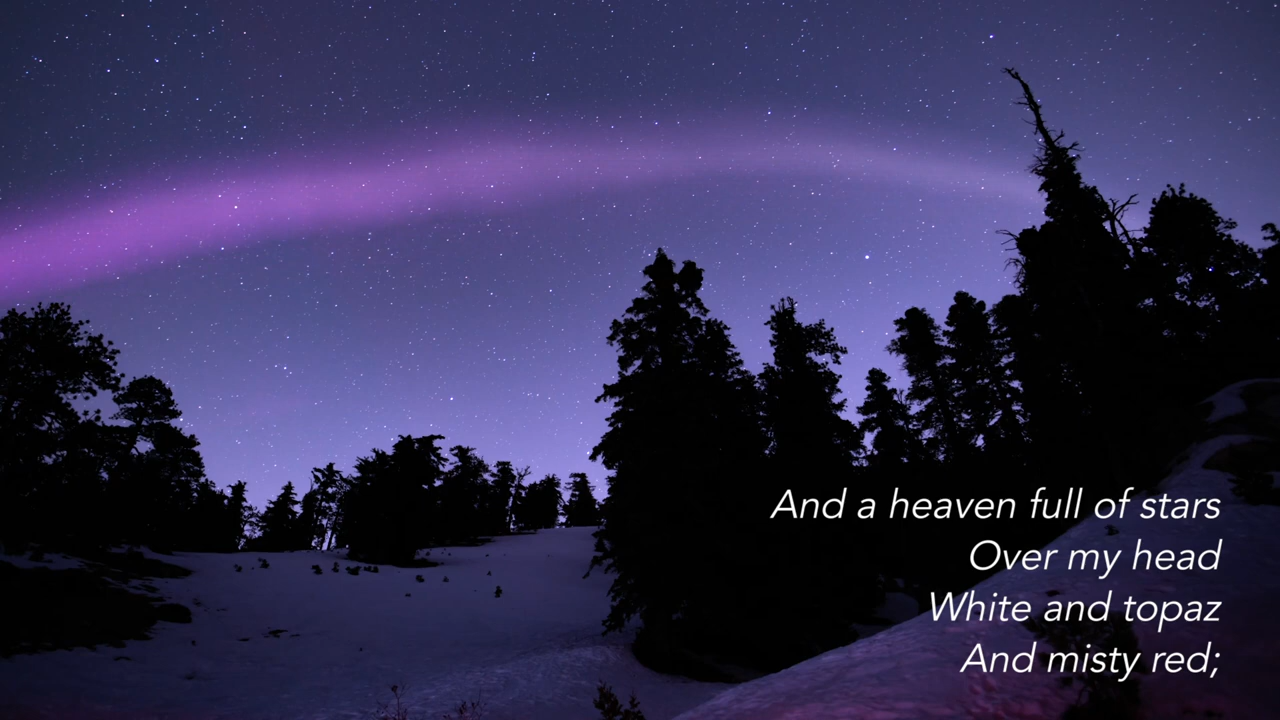 And a heaven full of stars
Over my head
White and topaz
And misty red;